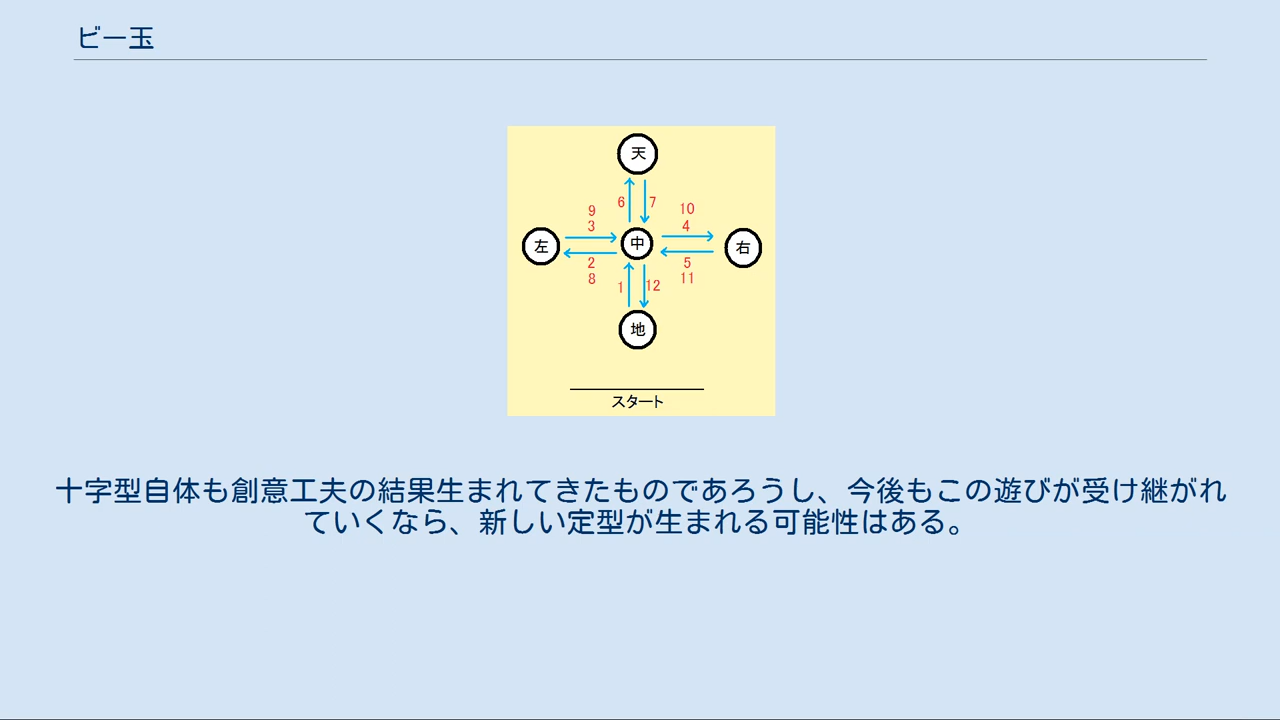 ビー玉
天
6 7
9 10
3 4
左 中 右
2 5
8 11
1 12
地
スタート
十字型自体も創意工夫の結果生まれてきたものであろうし、今後もこの遊びが受け継がれ
ていくなら、新しい定型が生まれる可能性はある。